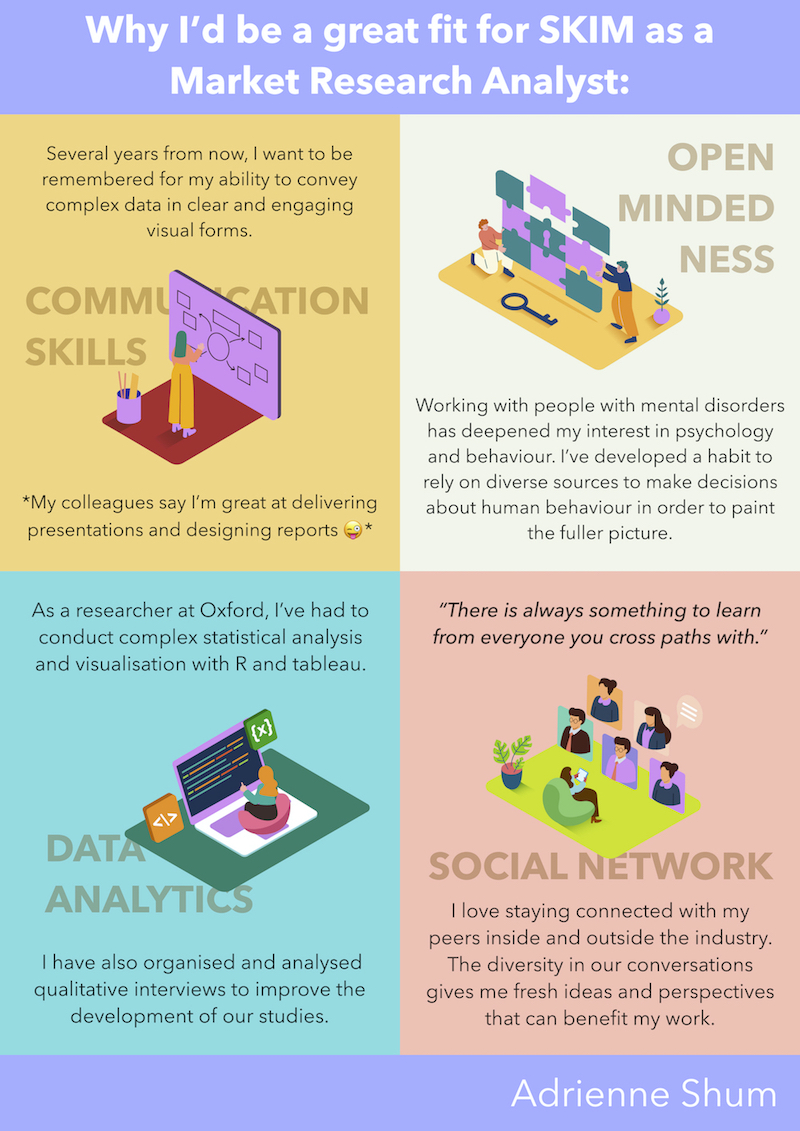 Why I’d be a great fit for SKIM as a
Market Research Analyst:
Several years from now, I want to be
remembered for my ability to convey
complex data in clear and engaging
visual forms.
COMMUNICATION
SKILLS
*My colleagues say I’m great at delivering
presentations and designing reports 😜*
OPEN
MINDED
NESS
Working with people with mental disorders
has deepened my interest in psychology
and behaviour. I’ve developed a habit to
rely on diverse sources to make decisions
about human behaviour in order to paint
the fuller picture.
As a researcher at Oxford, I’ve had to
conduct complex statistical analysis
and visualisation with R and tableau.
{x}
</>
DATA
ANALYTICS
I have also organised and analysed
qualitative interviews to improve the
development of our studies.
“There is always something to learn
from everyone you cross paths with.”
SOCIAL NETWORK
I love staying connected with my
peers inside and outside the industry.
The diversity in our conversations
gives me fresh ideas and perspectives
that can benefit my work.
Adrienne Shum